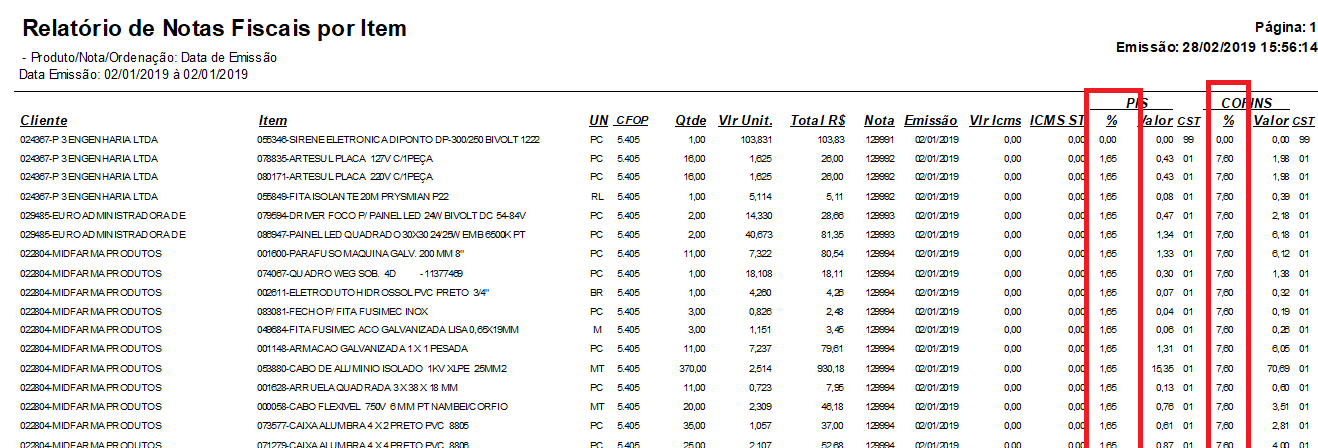 Relatório de Notas Fiscais por Item
Página: 1
Emissão: 28/02/2019 15:56:14
- Produto/Nota/Ordenação: Data de Emissão
Data Emissão: 02/01/2019 à 02/01/2019
PIS COFINS
Cliente Item UN CFOP Qtde Vlr Unit. Total R$ Nota Emissão Vlr Icms ICMS ST % Valor CST % Valor CST
024367-P 3 ENGENHARIA LTDA 055346-SIRENE ELETRONICA DIPONTO DP-300/250 BIVOLT 1222 PC 5.405 1,00 103,831 103,83 129991 02/01/2019 0,00 0,00 0,00 0,00 99 0,00 0,00 99
024367-P 3 ENGENHARIA LTDA 078835-ARTESUL PLACA 127V C/1PEÇA PC 5.405 16,00 1,625 26,00 129992 02/01/2019 0,00 0,00 1,65 0,43 01 7,60 1,98 01
024367-P 3 ENGENHARIA LTDA 080171-ARTESUL PLACA 220V C/1PEÇA PC 5.405 16,00 1,625 26,00 129992 02/01/2019 0,00 0,00 1,65 0,43 01 7,60 1,98 01
024367-P 3 ENGENHARIA LTDA 055849-FITA ISOLANTE 20M PRYSMIAN P22 RL 5.405 1,00 5,114 5,11 129992 02/01/2019 0,00 0,00 1,65 0,08 01 7,60 0,39 01
029485-EURO ADMINISTRADORA DE 079594-DRIVER FOCO P/ PAINEL LED 24W BIVOLT DC 54-84V PC 5.405 2,00 14,330 28,66 129993 02/01/2019 0,00 0,00 1,65 0,47 01 7,60 2,18 01
029485-EURO ADMINISTRADORA DE 086947-PAINEL LED QUADRADO 30X30 24/25W EMB 6500K PT PC 5.405 2,00 40,673 81,35 129993 02/01/2019 0,00 0,00 1,65 1,34 01 7,60 6,18 01
022804-MIDFARMA PRODUTOS 001600-PARAFUSO MAQUINA GALV. 200 MM 8" PC 5.405 11,00 7,322 80,54 129994 02/01/2019 0,00 0,00 1,65 1,33 01 7,60 6,12 01
022804-MIDFARMA PRODUTOS 074067-QUADRO WEG SOB. 4D - 11377469 PC 5.405 1,00 18,108 18,11 129994 02/01/2019 0,00 0,00 1,65 0,30 01 7,60 1,38 01
022804-MIDFARMA PRODUTOS 002611-ELETRODUTO HIDROSSOL PVC PRETO 3/4" BR 5.405 1,00 4,260 4,26 129994 02/01/2019 0,00 0,00 1,65 0,07 01 7,60 0,32 01
022804-MIDFARMA PRODUTOS 083081-FECHO P/ FITA FUSIMEC INOX PC 5.405 3,00 0,826 2,48 129994 02/01/2019 0,00 0,00 1,65 0,04 01 7,60 0,19 01
022804-MIDFARMA PRODUTOS 049684-FITA FUSIMEC ACO GALVANIZADA LISA 0,65X19MM M 5.405 3,00 1,151 3,45 129994 02/01/2019 0,00 0,00 1,65 0,06 01 7,60 0,26 01
022804-MIDFARMA PRODUTOS 001148-ARMACAO GALVANIZADA 1 X 1 PESADA PC 5.405 11,00 7,237 79,61 129994 02/01/2019 0,00 0,00 1,65 1,31 01 7,60 6,05 01
022804-MIDFARMA PRODUTOS 053880-CABO DE ALUMINIO ISOLADO 1KV XLPE 25MM2 MT 5.405 370,00 2,514 930,18 129994 02/01/2019 0,00 0,00 1,65 15,35 01 7,60 70,69 01
022804-MIDFARMA PRODUTOS 001628-ARRUELA QUADRADA 3 X 38 X 18 MM PC 5.405 11,00 0,723 7,95 129994 02/01/2019 0,00 0,00 1,65 0,13 01 7,60 0,60 01
022804-MIDFARMA PRODUTOS 000058-CABO FLEXIVEL 750V 6 MM PT NAMBEI/CORFIO MT 5.405 20,00 2,309 46,18 129994 02/01/2019 0,00 0,00 1,65 0,76 01 7,60 3,51 01
022804-MIDFARMA PRODUTOS 073577-CAIXA ALUMBRA 4 X 2 PRETO PVC 8805 PC 5.405 35,00 1,057 37,00 129994 02/01/2019 0,00 0,00 1,65 0,61 01 7,60 2,81 01
022804-MIDFARMA PRODUTOS 071279-CAIXA ALUMBRA 4 X 4 PRETO PVC 8806 PC 5.405 25,00 2,107 52,68 129994 02/01/2019 0,00 0,00 1,65 0,87 01 7,60 4,00 01